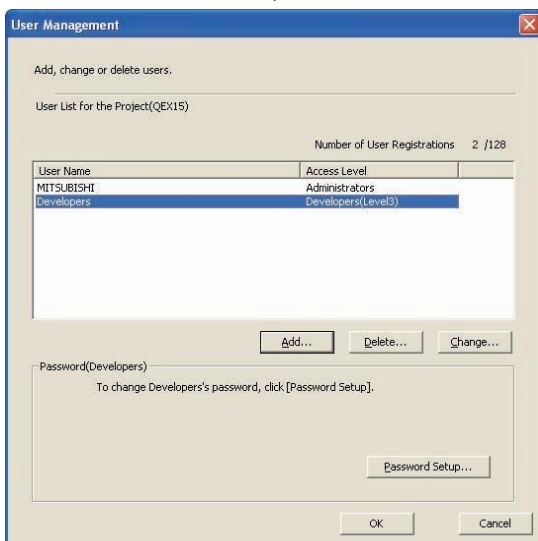 User Management
Add, change or delete users.
User List for the Project(QEX15)
Number of User Registrations 2 /128
User Name Access Level
MITSUBISHI Administrators
Developers Developers(Level3)
Add... Delete... Change...
Password(Developers)
To change Developers's password, click [Password Setup].
Password Setup...
OK Cancel